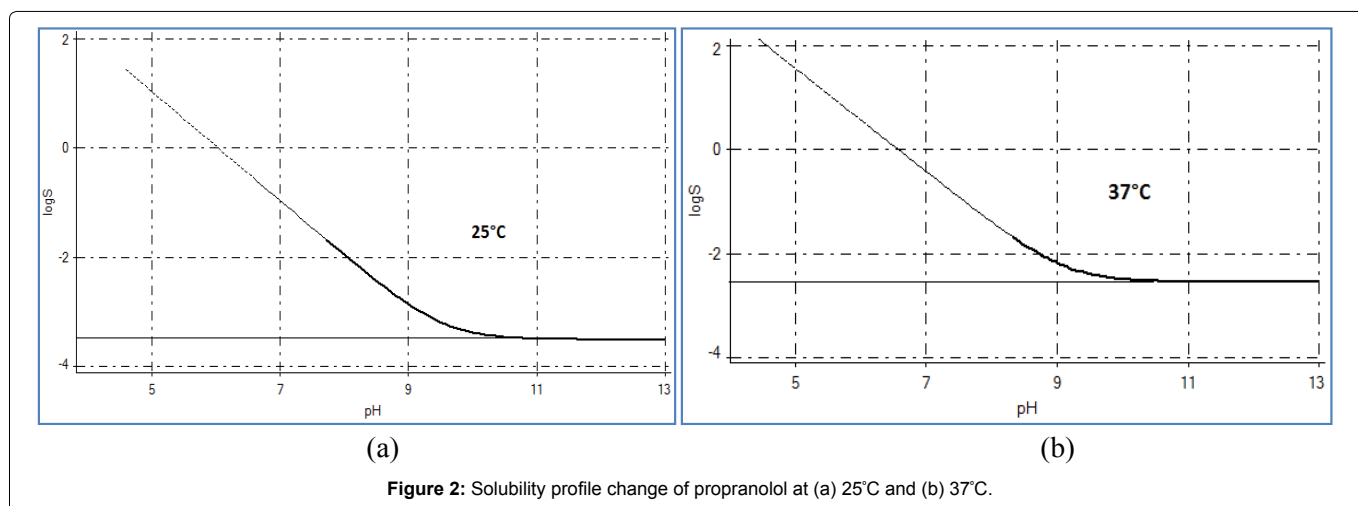 2
0
-2
-4
logS
25°C
5 7 9 11 13
pH
(a)
2
0
-2
-4
logS
37°C
5 7 9 11 13
pH
(b)
Figure 2: Solubility profile change of propranolol at (a) 25°C and (b) 37°C.